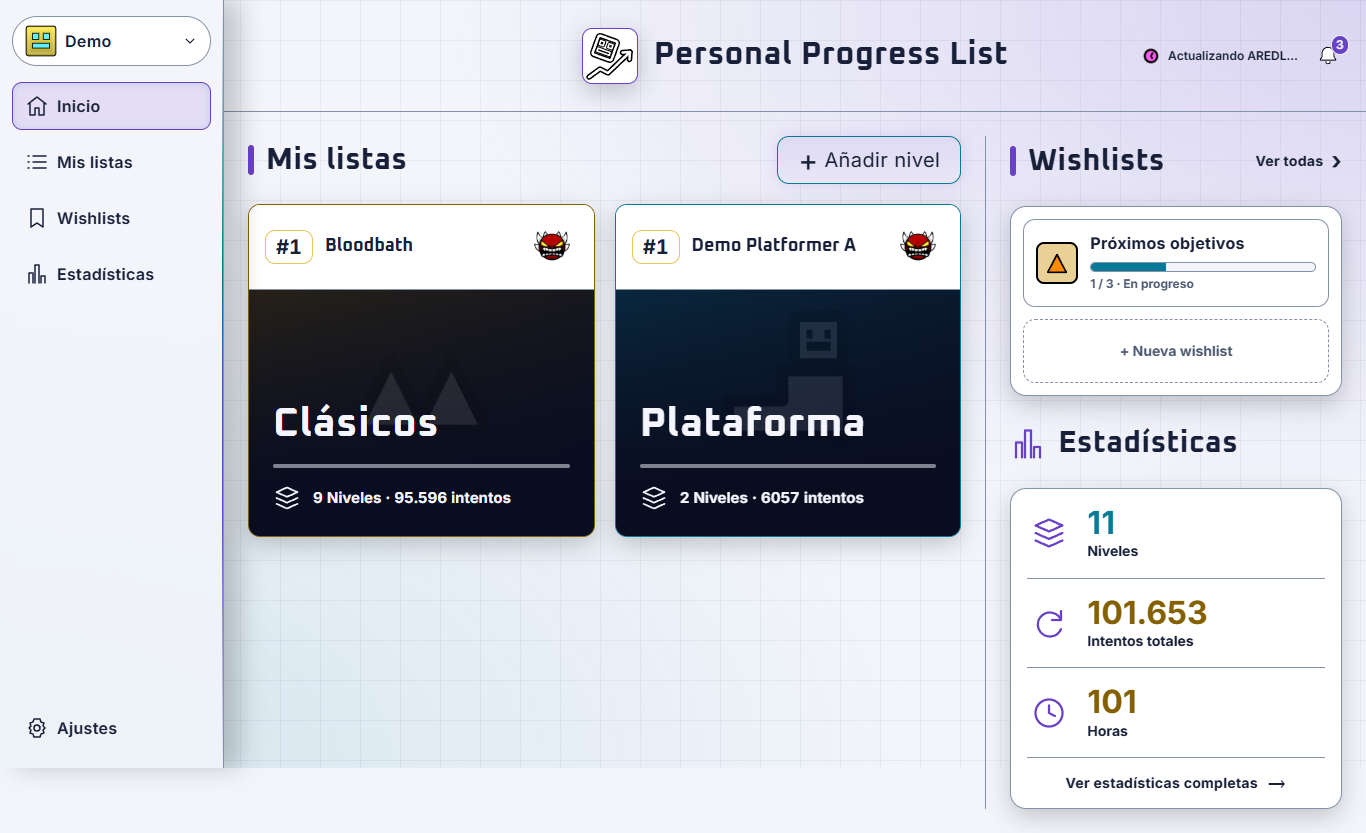 Demo
Inicio
Mis listas
Wishlists
Estadísticas
Ajustes
Personal Progress List
Actualizando AREDL...
3
Mis listas
+ Añadir nivel
#1 Bloodbath
Clásicos
9 Niveles · 95.596 intentos
#1 Demo Platformer A
Plataforma
2 Niveles · 6057 intentos
Wishlists
Ver todas ❯
Próximos objetivos
1 / 3 · En progreso
+ Nueva wishlist
Estadísticas
11
Niveles
101.653
Intentos totales
101
Horas
Ver estadísticas completas →